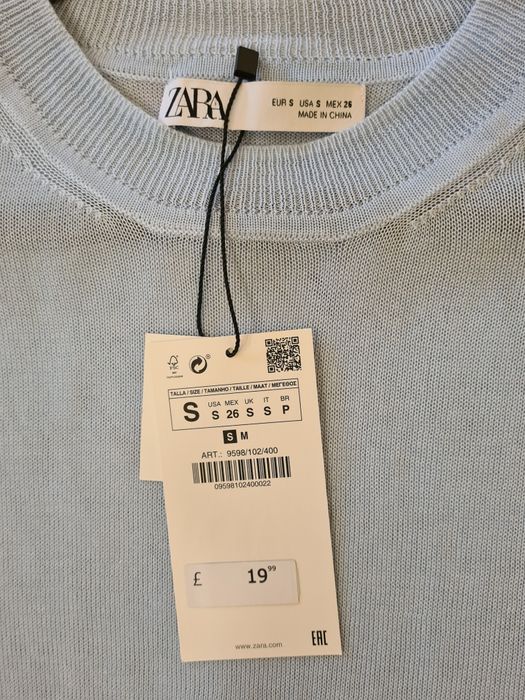 ZARA
EUR S USA S MEX 26
MADE IN CHINA
FSC
TALLA / SIZE / TAMANHO / TAILLE / MAAT / ΜΕΓΕΘΟΣ
S
USA MEX UK IT BR
S 26 S S P
S M
ART.: 9598/102/400
09598102400022
£ 19⁹⁹
www.zara.com
EAC